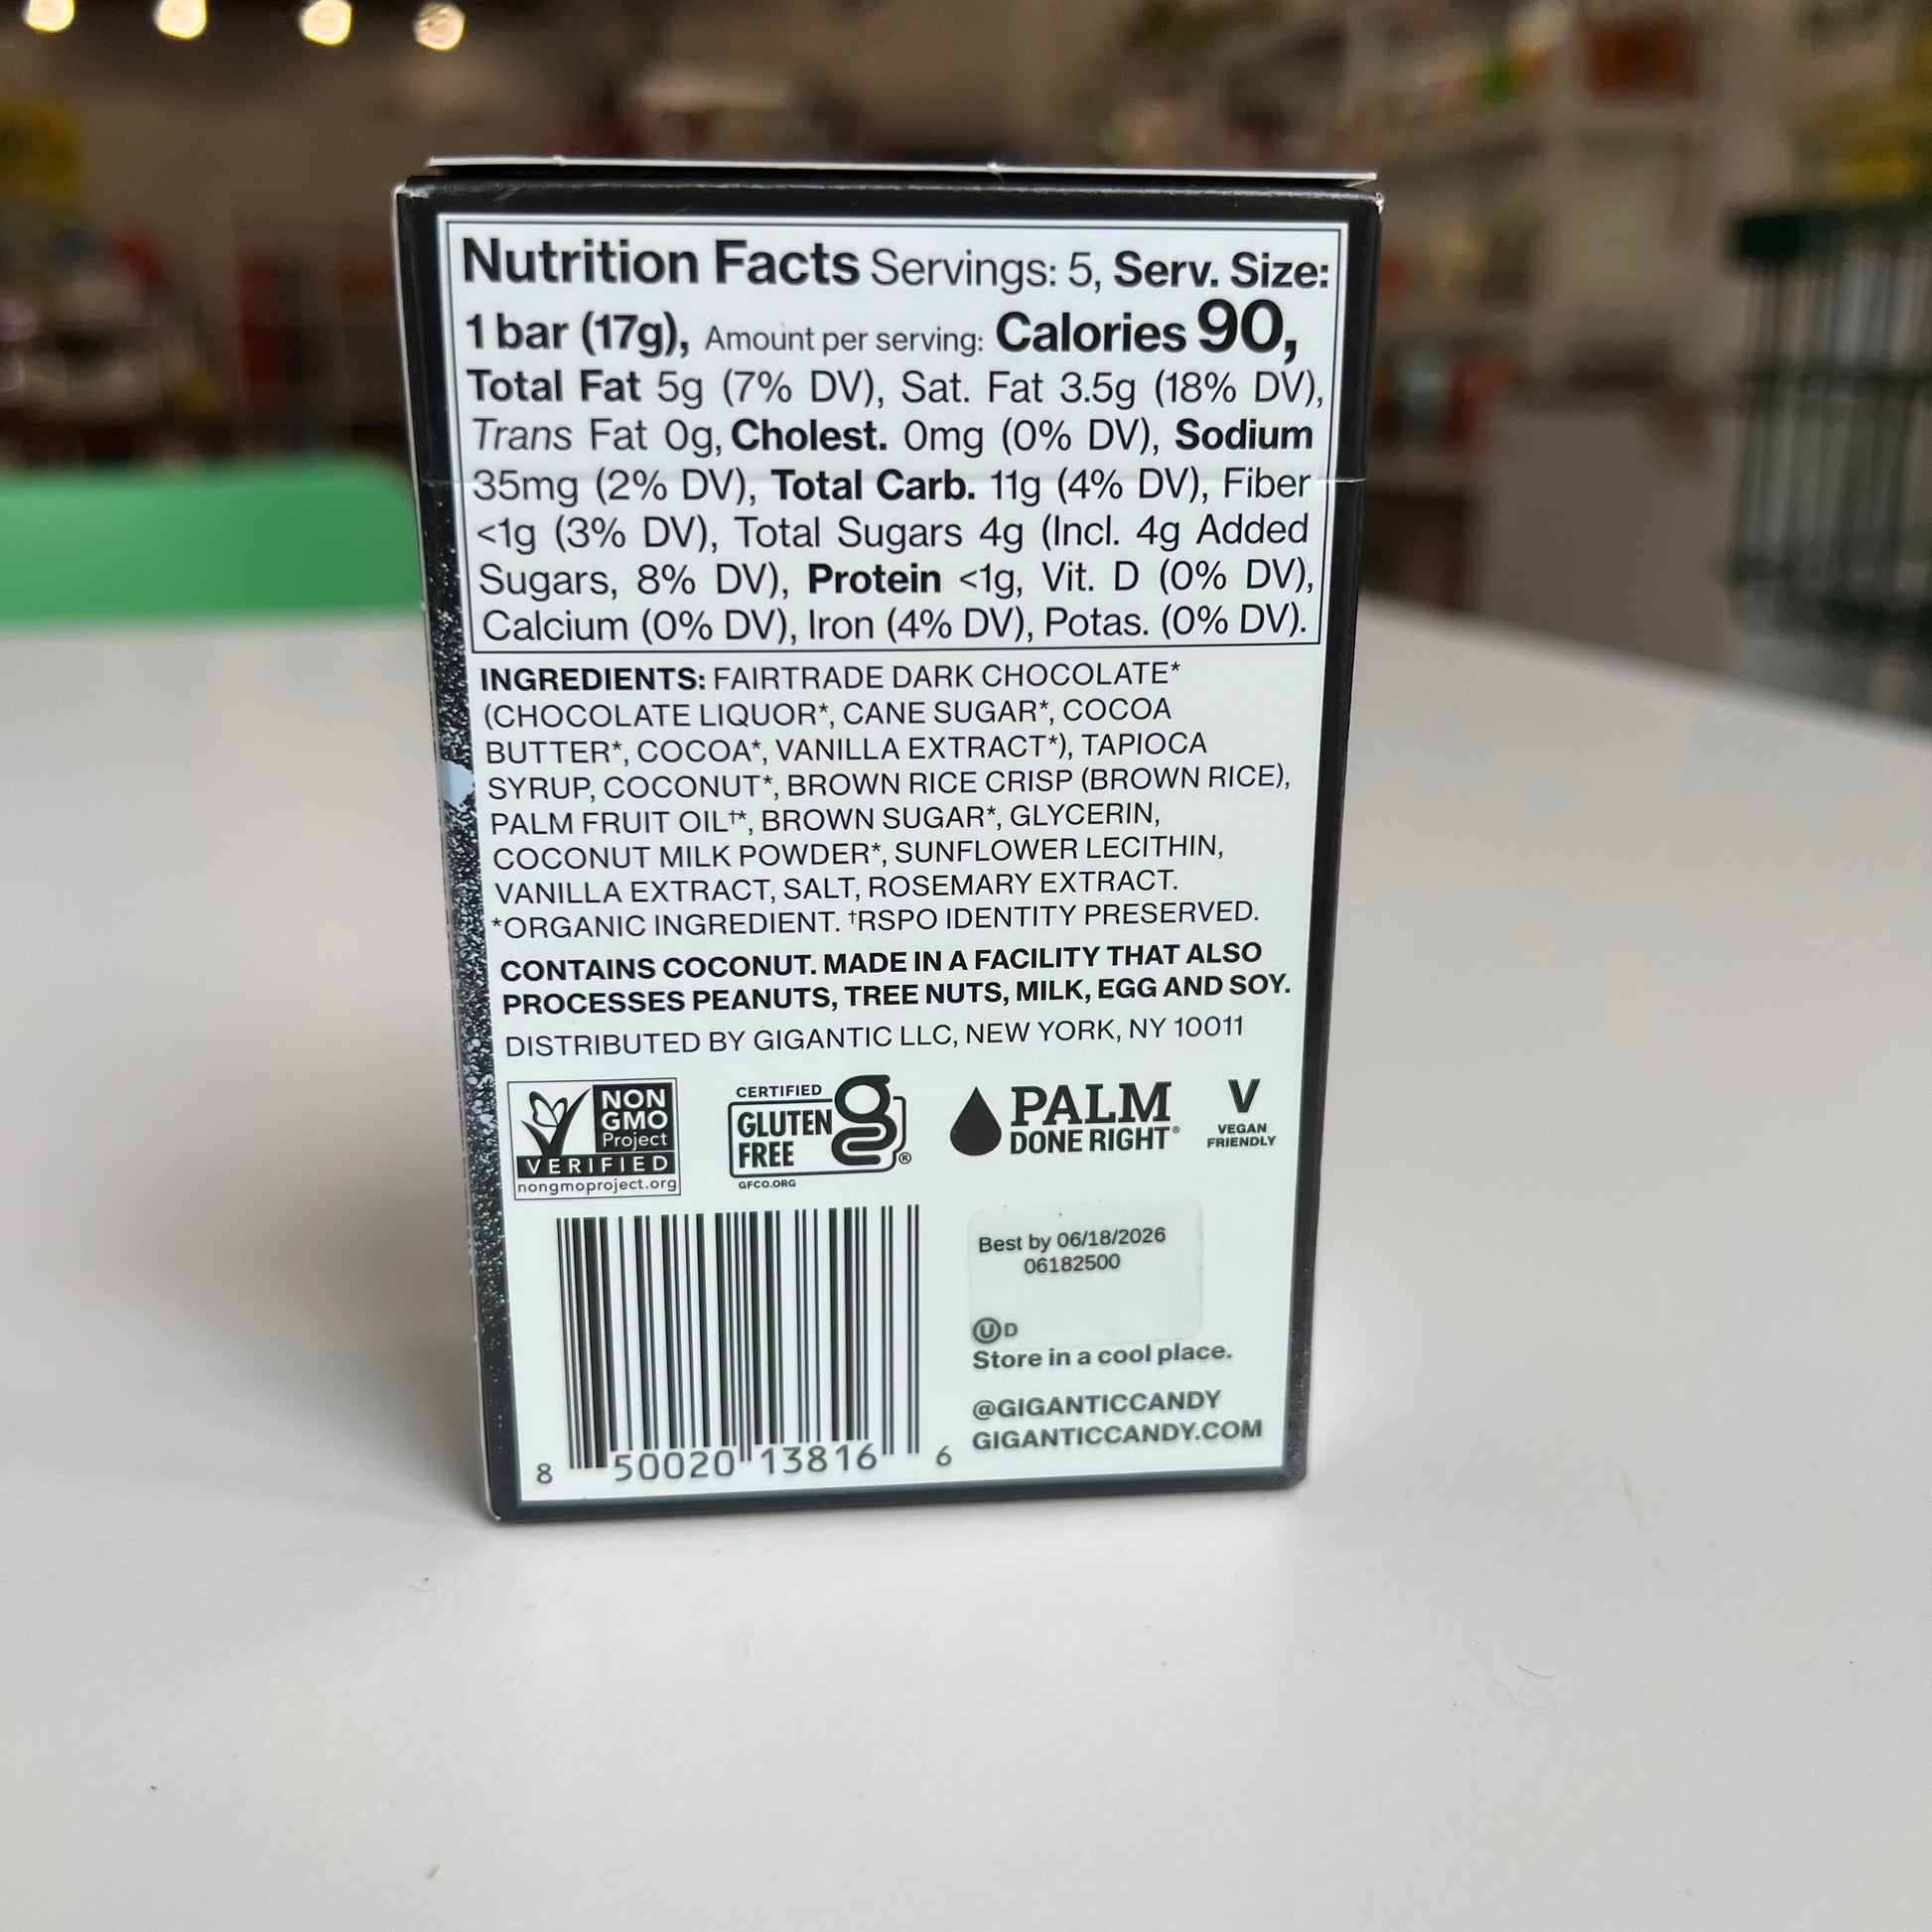 Nutrition Facts Servings: 5, Serv. Size:
1 bar (17g), Amount per serving: Calories 90,
Total Fat 5g (7% DV), Sat. Fat 3.5g (18% DV),
Trans Fat 0g, Cholest. 0mg (0% DV), Sodium
35mg (2% DV), Total Carb. 11g (4% DV), Fiber
<1g (3% DV), Total Sugars 4g (Incl. 4g Added
Sugars, 8% DV), Protein <1g, Vit. D (0% DV),
Calcium (0% DV), Iron (4% DV), Potas. (0% DV).
INGREDIENTS: FAIRTRADE DARK CHOCOLATE*
(CHOCOLATE LIQUOR*, CANE SUGAR*, COCOA
BUTTER*, COCOA*, VANILLA EXTRACT*), TAPIOCA
SYRUP, COCONUT*, BROWN RICE CRISP (BROWN RICE),
PALM FRUIT OIL†*, BROWN SUGAR*, GLYCERIN,
COCONUT MILK POWDER*, SUNFLOWER LECITHIN,
VANILLA EXTRACT, SALT, ROSEMARY EXTRACT.
*ORGANIC INGREDIENT. †RSPO IDENTITY PRESERVED.
CONTAINS COCONUT. MADE IN A FACILITY THAT ALSO
PROCESSES PEANUTS, TREE NUTS, MILK, EGG AND SOY.
DISTRIBUTED BY GIGANTIC LLC, NEW YORK, NY 10011
NON
GMO
Project
VERIFIED
nongmoproject.org
CERTIFIED
GLUTEN
FREE
g ®
GFCO.ORG
PALM
DONE RIGHT®
V
VEGAN
FRIENDLY
8 50020 13816 6
Best by 06/18/2026
06182500
Ⓤ D
Store in a cool place.
@GIGANTICCANDY
GIGANTICCANDY.COM